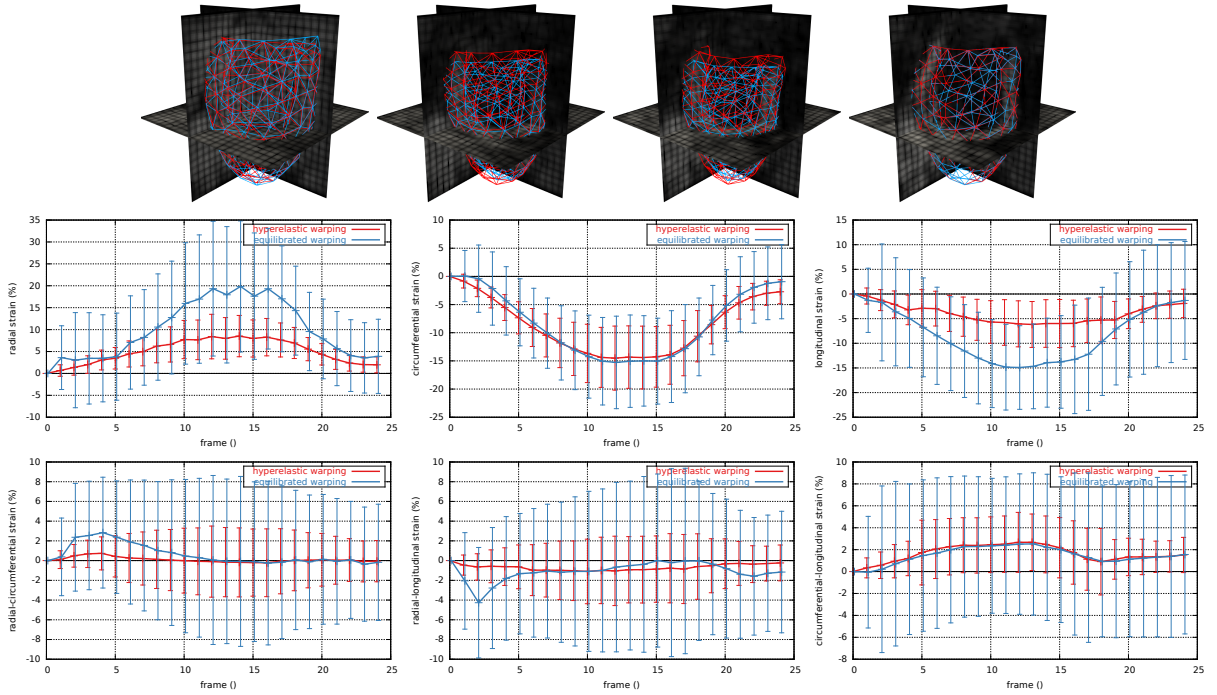 35
30
25
20
15
10
5
0
-5
-10
0 5 10 15 20 25
radial strain (%)
frame ()
hyperelastic warping
equilibrated warping
10
5
0
-5
-10
-15
-20
-25
0 5 10 15 20 25
circumferential strain (%)
frame ()
hyperelastic warping
equilibrated warping
15
10
5
0
-5
-10
-15
-20
-25
0 5 10 15 20 25
longitudinal strain (%)
frame ()
hyperelastic warping
equilibrated warping
10
8
6
4
2
0
-2
-4
-6
-8
-10
0 5 10 15 20 25
radial-circumferential strain (%)
frame ()
hyperelastic warping
equilibrated warping
10
8
6
4
2
0
-2
-4
-6
-8
-10
0 5 10 15 20 25
radial-longitudinal strain (%)
frame ()
hyperelastic warping
equilibrated warping
10
8
6
4
2
0
-2
-4
-6
-8
0 5 10 15 20 25
circumferential-longitudinal strain (%)
frame ()
hyperelastic warping
equilibrated warping